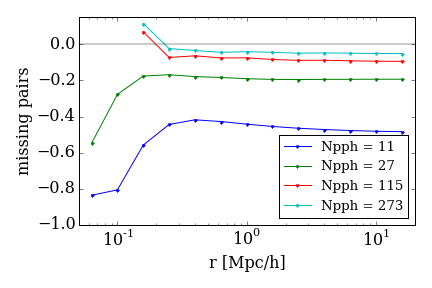 0.0
−0.2
−0.4
−0.6
−0.8
−1.0
missing pairs
Npph = 11
Npph = 27
Npph = 115
Npph = 273
10⁻¹ 10⁰ 10¹
r [Mpc/h]